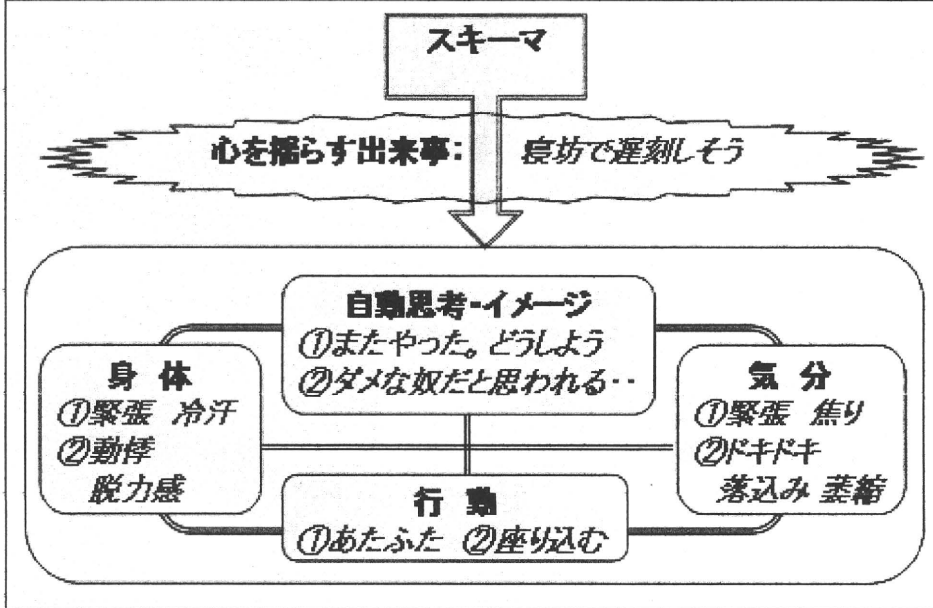 スキーマ
心を揺らす出来事： 寝坊で遅刻しそう
自動思考・イメージ
①またやった。どうしよう
②ダメな奴だと思われる‥
身 体
①緊張 冷汗
②動悸
脱力感
気 分
①緊張 焦り
②ドキドキ
落込み 萎縮
行 動
①あたふた ②座り込む